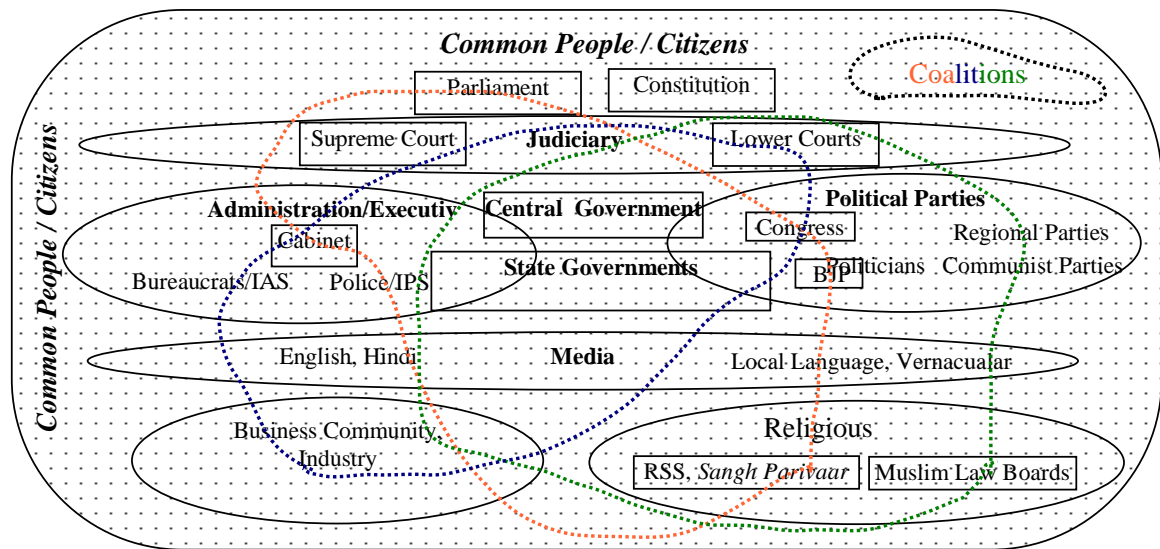 Common People / Citizens
Coalitions
Parliament
Constitution
Supreme Court
Judiciary
Lower Courts
Common People / Citizens
Administration/Executiv
Central Government
Political Parties
Cabinet
Congress
Regional Parties
Bureaucrats/IAS
Police/IPS
State Governments
BJP
Politicians
Communist Parties
English, Hindi
Media
Local Language, Vernacualar
Business Community,
Industry
Religious
RSS, Sangh Parivaar
Muslim Law Boards